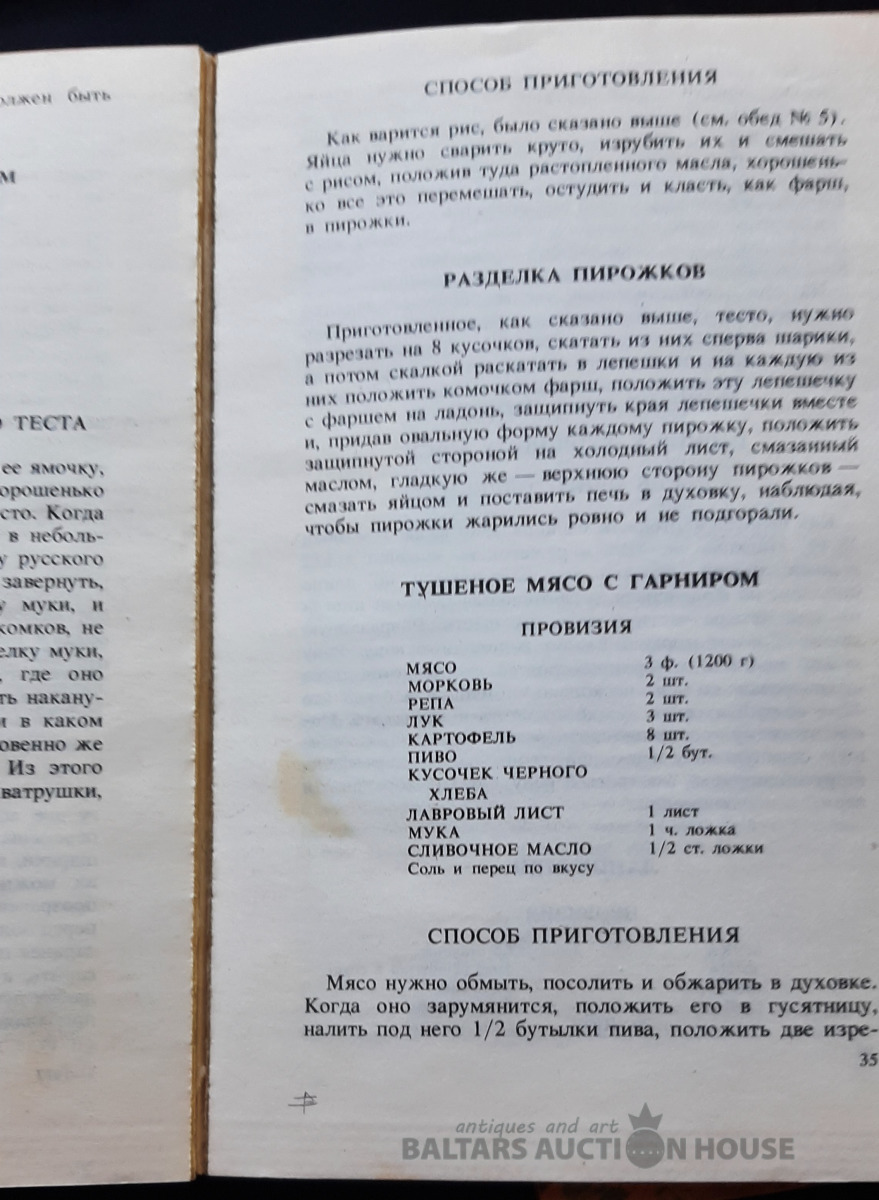 олжен быть
м
О ТЕСТА
ее ямочку,
орошенько
сто. Когда
в неболь-
у русского
завернуть,
у муки, и
комков, не
елку муки,
, где оно
ть накану-
и в каком
ровенно же
Из этого
ватрушки,
СПОСОБ ПРИГОТОВЛЕНИЯ
Как варится рис, было сказано выше (см. обед № 5).
Яйца нужно сварить круто, изрубить их и смешать
с рисом, положив туда растопленного масла, хорошень-
ко все это перемешать, остудить и класть, как фарш,
в пирожки.
РАЗДЕЛКА ПИРОЖКОВ
Приготовленное, как сказано выше, тесто, нужно
разрезать на 8 кусочков, скатать из них сперва шарики,
а потом скалкой раскатать в лепешки и на каждую из
них положить комочком фарш, положить эту лепешечку
с фаршем на ладонь, защипнуть края лепешечки вместе
и, придав овальную форму каждому пирожку, положить
защипнутой стороной на холодный лист, смазанный
маслом, гладкую же — верхнюю сторону пирожков —
смазать яйцом и поставить печь в духовку, наблюдая,
чтобы пирожки жарились ровно и не подгорали.
ТУШЕНОЕ МЯСО С ГАРНИРОМ
ПРОВИЗИЯ
МЯСО 3 ф. (1200 г)
МОРКОВЬ 2 шт.
РЕПА 2 шт.
ЛУК 3 шт.
КАРТОФЕЛЬ 8 шт.
ПИВО 1/2 бут.
КУСОЧЕК ЧЕРНОГО
ХЛЕБА
ЛАВРОВЫЙ ЛИСТ 1 лист
МУКА 1 ч. ложка
СЛИВОЧНОЕ МАСЛО 1/2 ст. ложки
Соль и перец по вкусу
СПОСОБ ПРИГОТОВЛЕНИЯ
Мясо нужно обмыть, посолить и обжарить в духовке.
Когда оно зарумянится, положить его в гусятницу,
налить под него 1/2 бутылки пива, положить две изре-
35
antiques and art
BALTARS AUCTION HOUSE